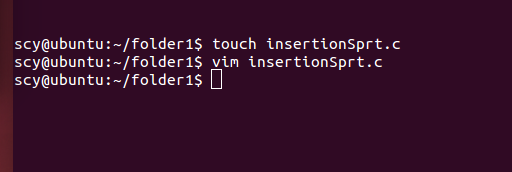 scy@ubuntu:~/folder1$ touch insertionSprt.c
scy@ubuntu:~/folder1$ vim insertionSprt.c
scy@ubuntu:~/folder1$